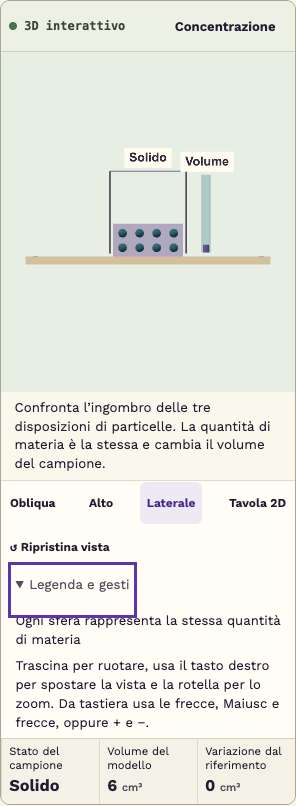 3D interattivo
Concentrazione
Solido
Volume
Confronta l’ingombro delle tre
disposizioni di particelle. La quantità di
materia è la stessa e cambia il volume
del campione.
Obliqua Alto Laterale Tavola 2D
↺ Ripristina vista
▼ Legenda e gesti
Ogni sfera rappresenta la stessa quantità
di materia
Trascina per ruotare, usa il tasto destro
per spostare la vista e la rotella per lo
zoom. Da tastiera usa le frecce, Maiusc e
frecce, oppure + e −.
Stato del
campione
Solido
Volume del
modello
6 cm³
Variazione dal
riferimento
0 cm³